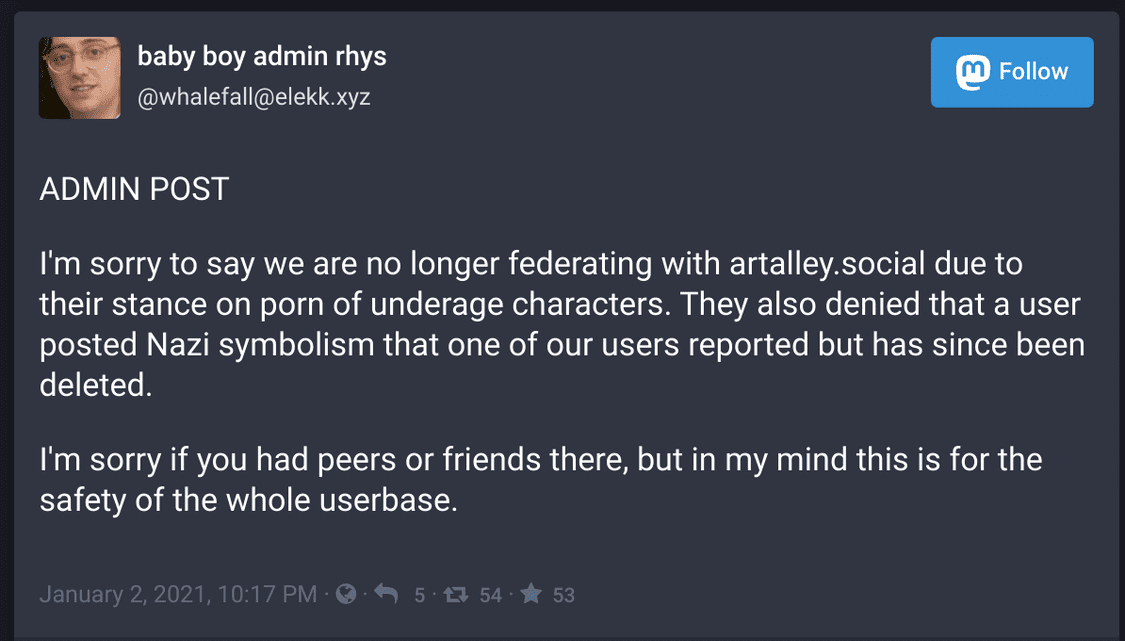 baby boy admin rhys
@whalefall@elekk.xyz
Follow
ADMIN POST
I'm sorry to say we are no longer federating with artalley.social due to
their stance on porn of underage characters. They also denied that a user
posted Nazi symbolism that one of our users reported but has since been
deleted.
I'm sorry if you had peers or friends there, but in my mind this is for the
safety of the whole userbase.
January 2, 2021, 10:17 PM · · 5 · 54 · 53